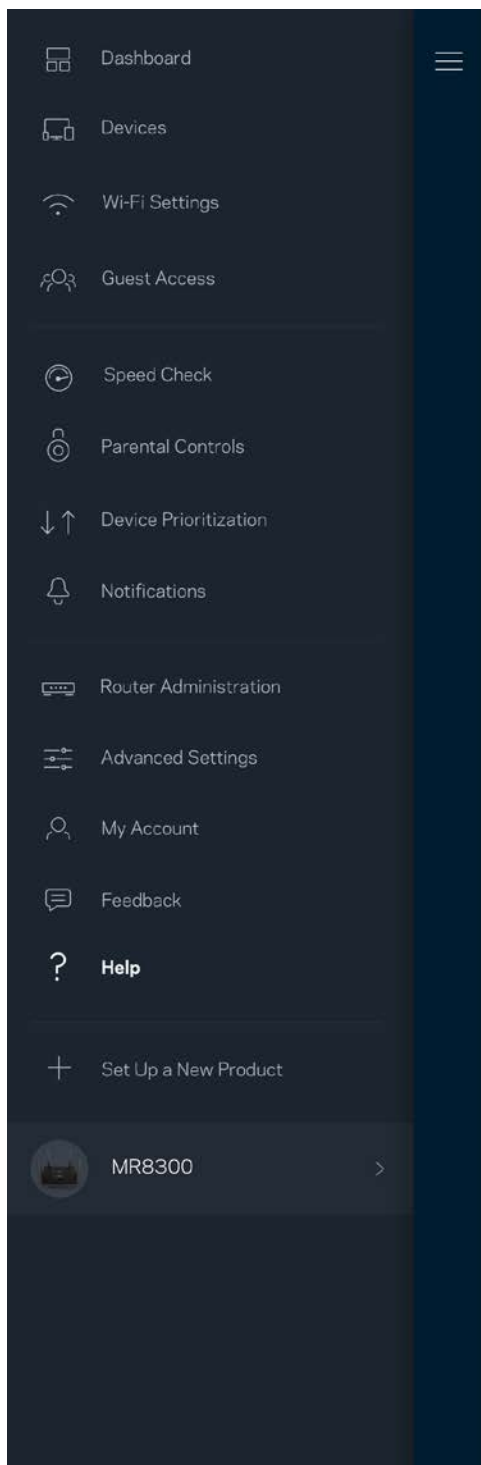 Dashboard
Devices
Wi-Fi Settings
Guest Access
Speed Check
Parental Controls
Device Prioritization
Notifications
Router Administration
Advanced Settings
My Account
Feedback
Help
Set Up a New Product
MR8300